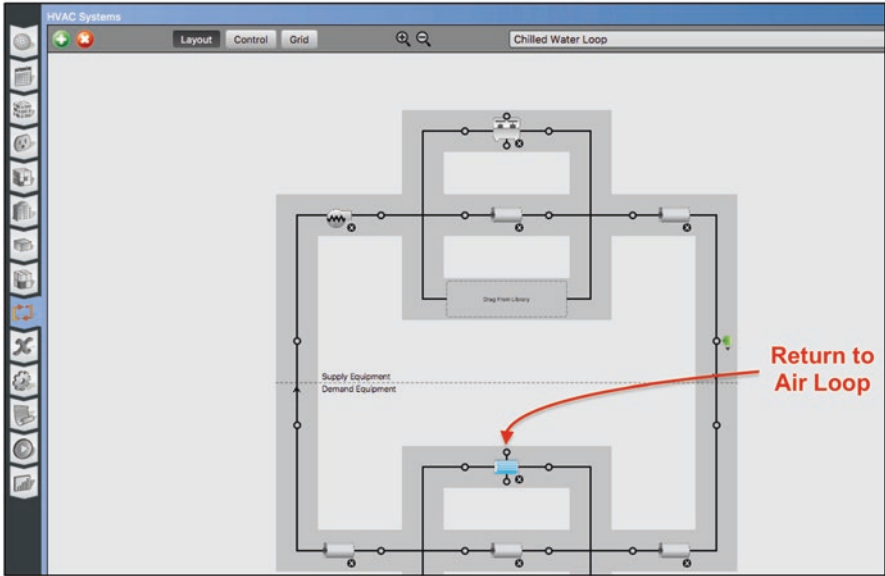 HVAC Systems
Layout
Control
Grid
Chilled Water Loop
Drag From Library
Supply Equipment
Demand Equipment
Return to
Air Loop